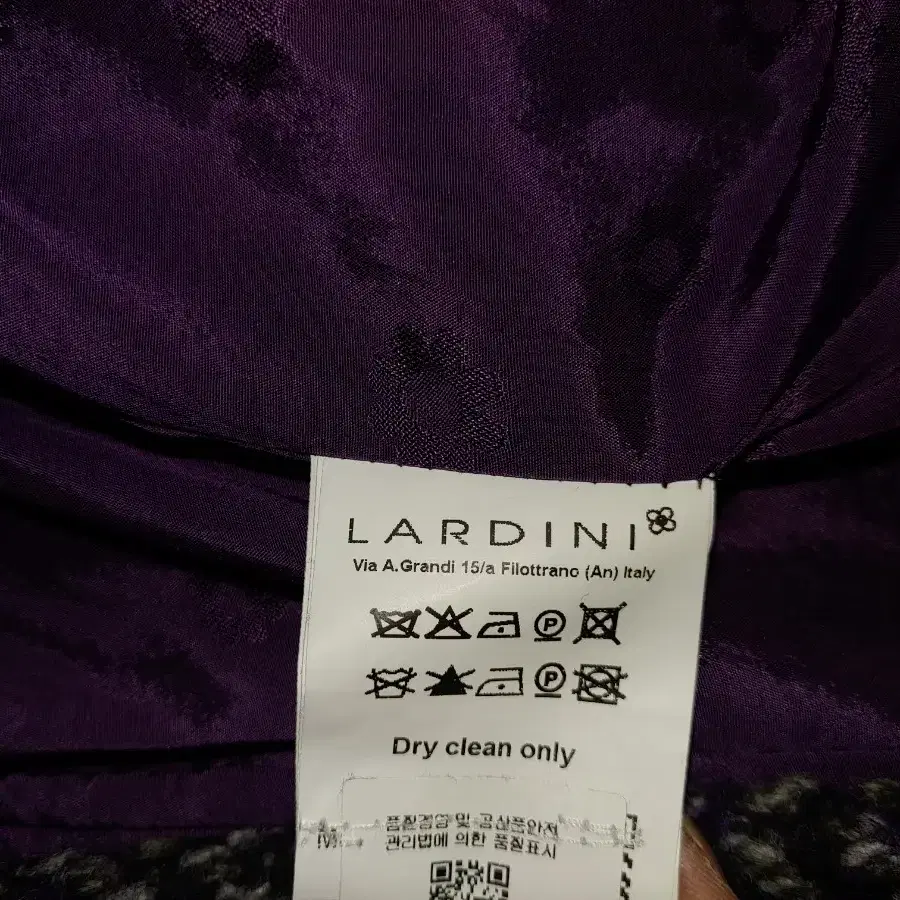 LARDINI
Via A.Grandi 15/a Filottrano (An) Italy
P
P
Dry clean only
품질경영 및 공산품안전
관리법에 의한 품질표시